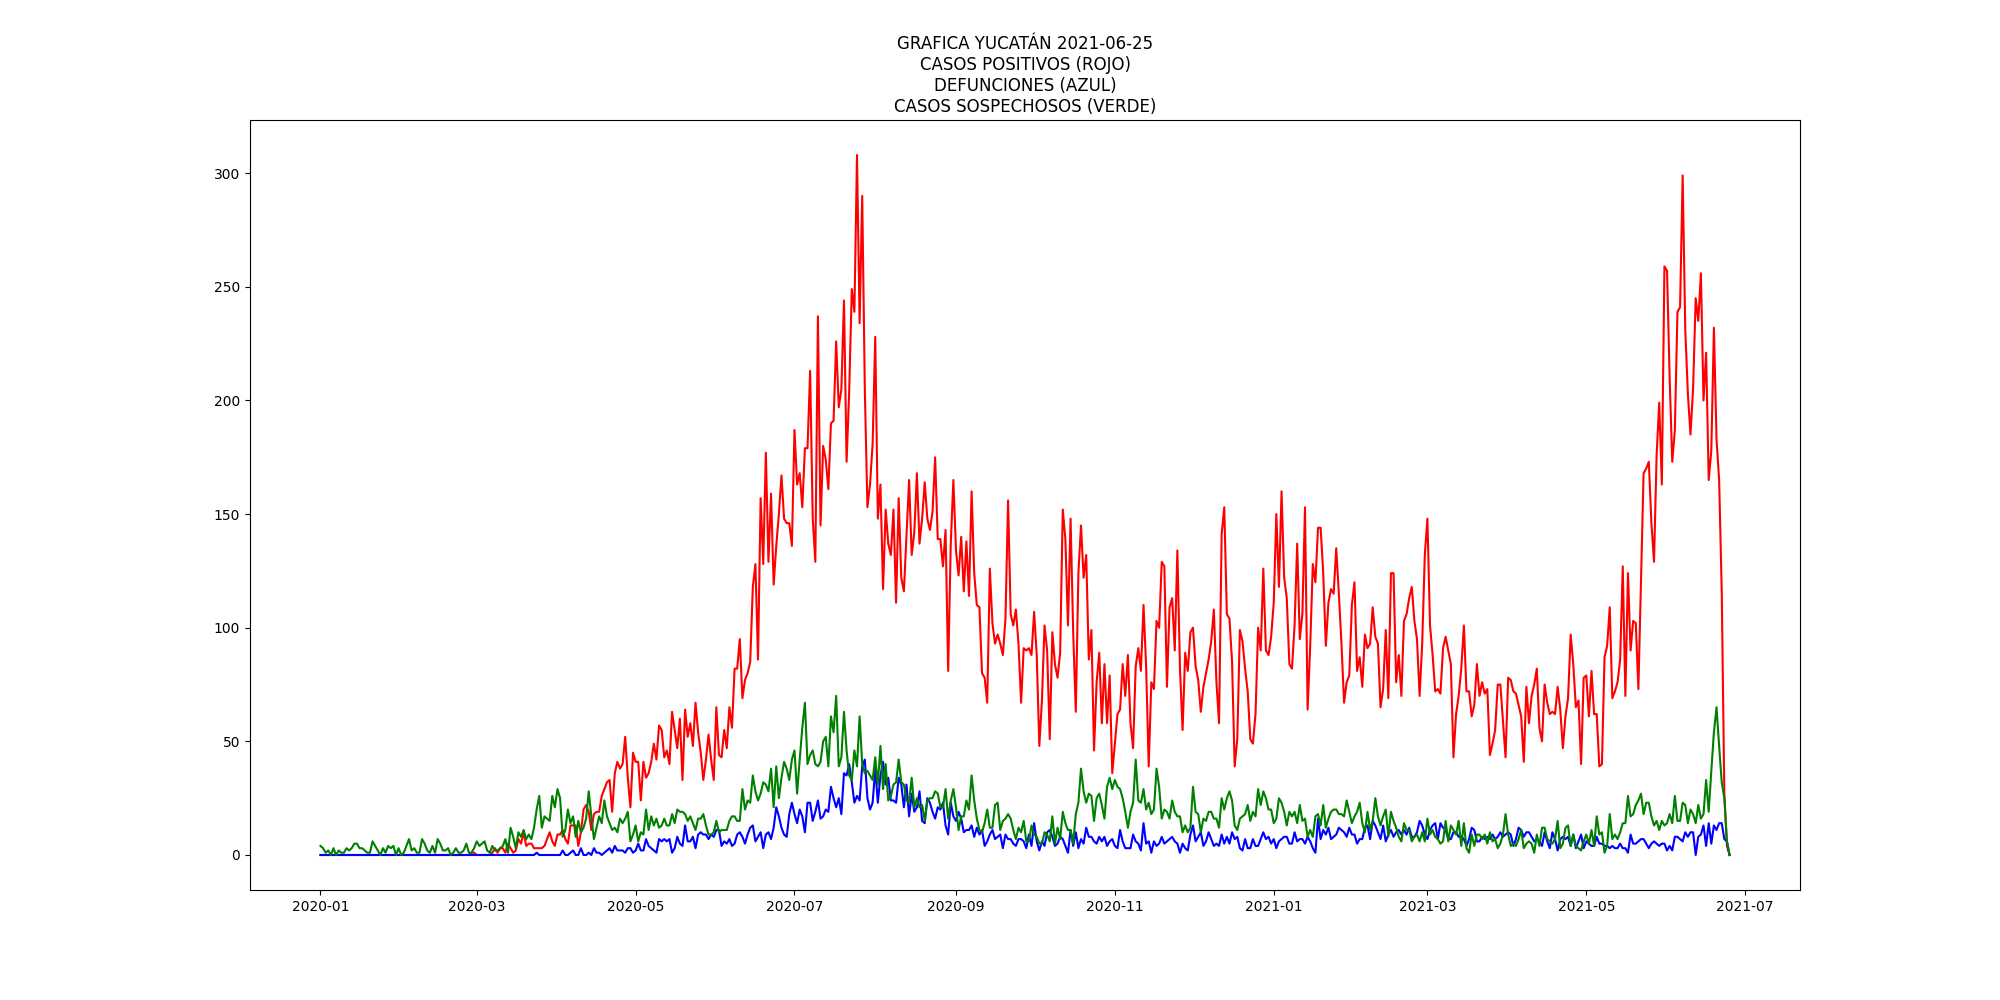 GRAFICA YUCATÁN 2021-06-25
CASOS POSITIVOS (ROJO)
DEFUNCIONES (AZUL)
CASOS SOSPECHOSOS (VERDE)
300
250
200
150
100
50
0
2020-01 2020-03 2020-05 2020-07 2020-09 2020-11 2021-01 2021-03 2021-05 2021-07